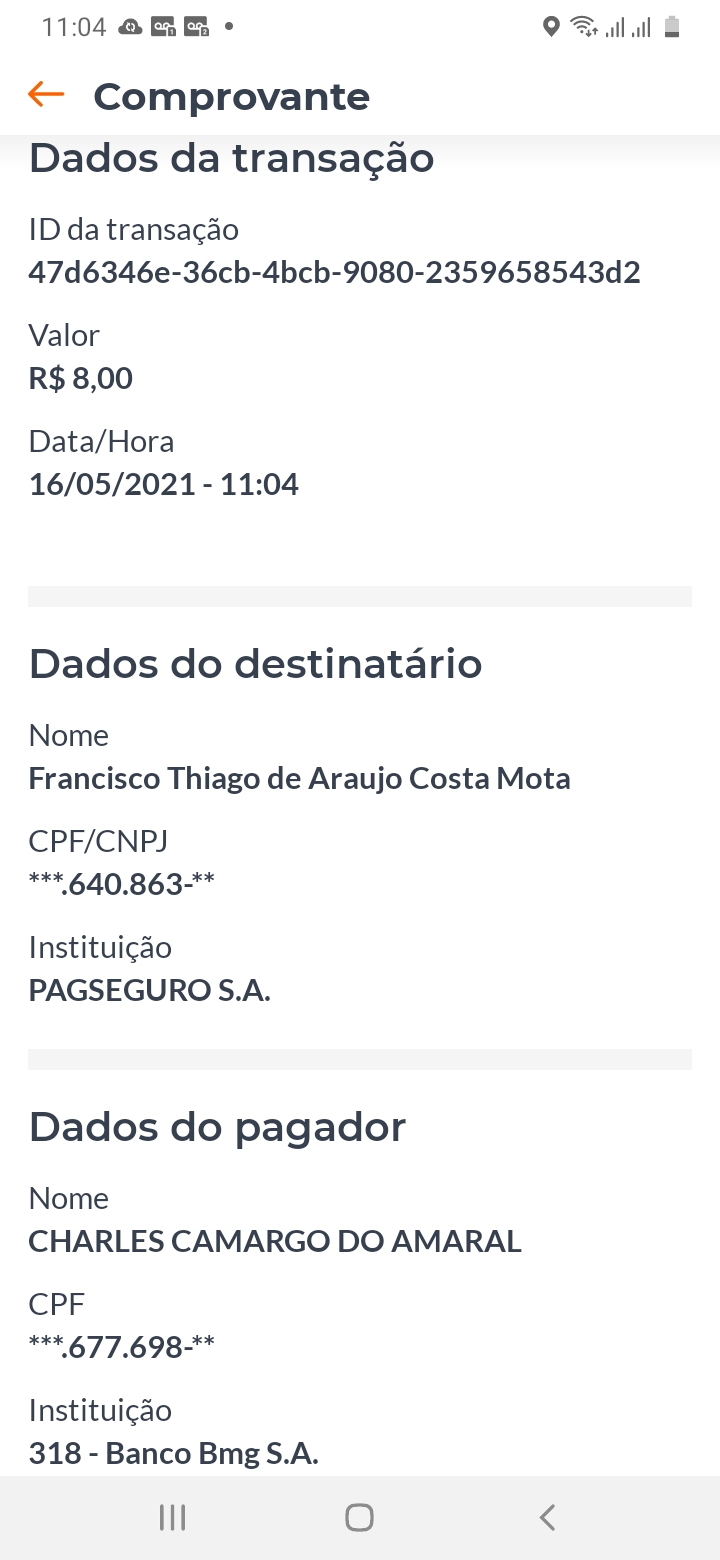 11:04
Comprovante
Dados da transação
ID da transação
47d6346e-36cb-4bcb-9080-2359658543d2
Valor
R$ 8,00
Data/Hora
16/05/2021 - 11:04
Dados do destinatário
Nome
Francisco Thiago de Araujo Costa Mota
CPF/CNPJ
***.640.863-**
Instituição
PAGSEGURO S.A.
Dados do pagador
Nome
CHARLES CAMARGO DO AMARAL
CPF
***.677.698-**
Instituição
318 - Banco Bmg S.A.